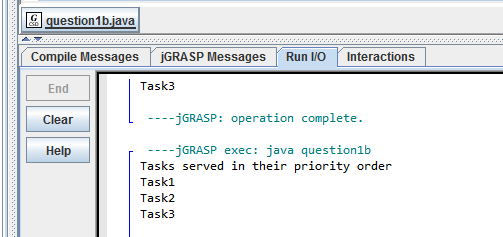 G
CSD
question1b.java
Compile Messages
jGRASP Messages
Run I/O
Interactions
End
Clear
Help
Task3
----jGRASP: operation complete.
----jGRASP exec: java question1b
Tasks served in their priority order
Task1
Task2
Task3